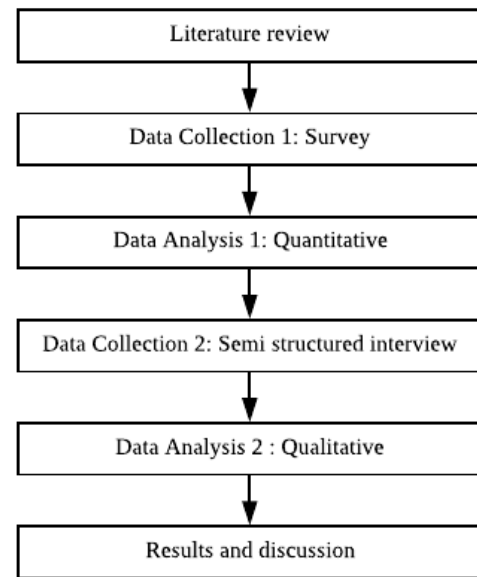 Literature review
Data Collection 1: Survey
Data Analysis 1: Quantitative
Data Collection 2: Semi structured interview
Data Analysis 2 : Qualitative
Results and discussion